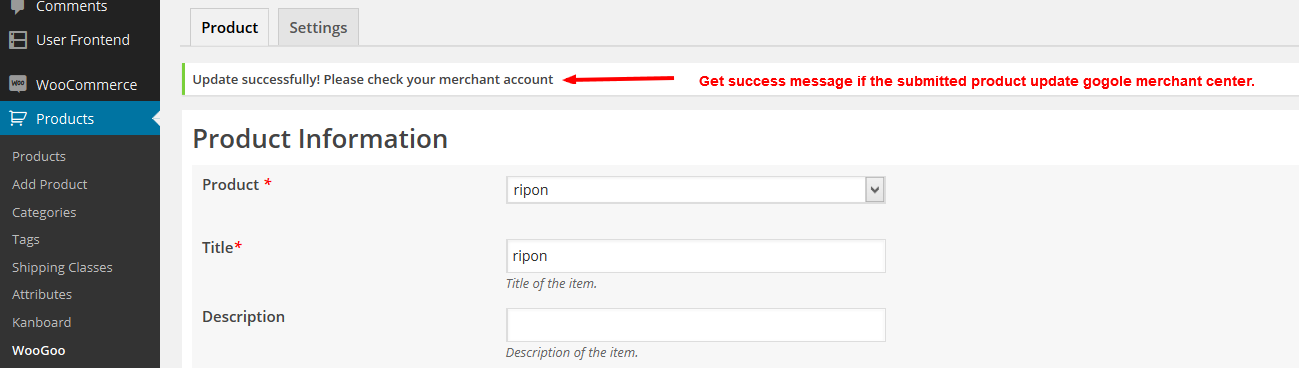 Comments
User Frontend
WooCommerce
Products
Products
Add Product
Categories
Tags
Shipping Classes
Attributes
Kanboard
WooGoo
Product Settings
Update successfully! Please check your merchant account
Get success message if the submitted product update gogole merchant center.
Product Information
Product * ripon
Title* ripon
Title of the item.
Description
Description of the item.